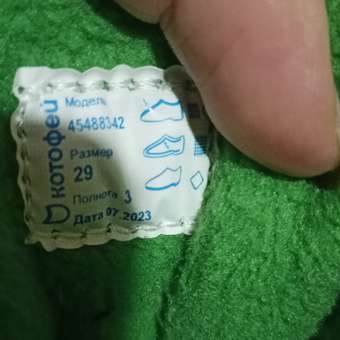 котофей
Модель
45488342
Размер
29
Полнота 3
Дата 07.2023